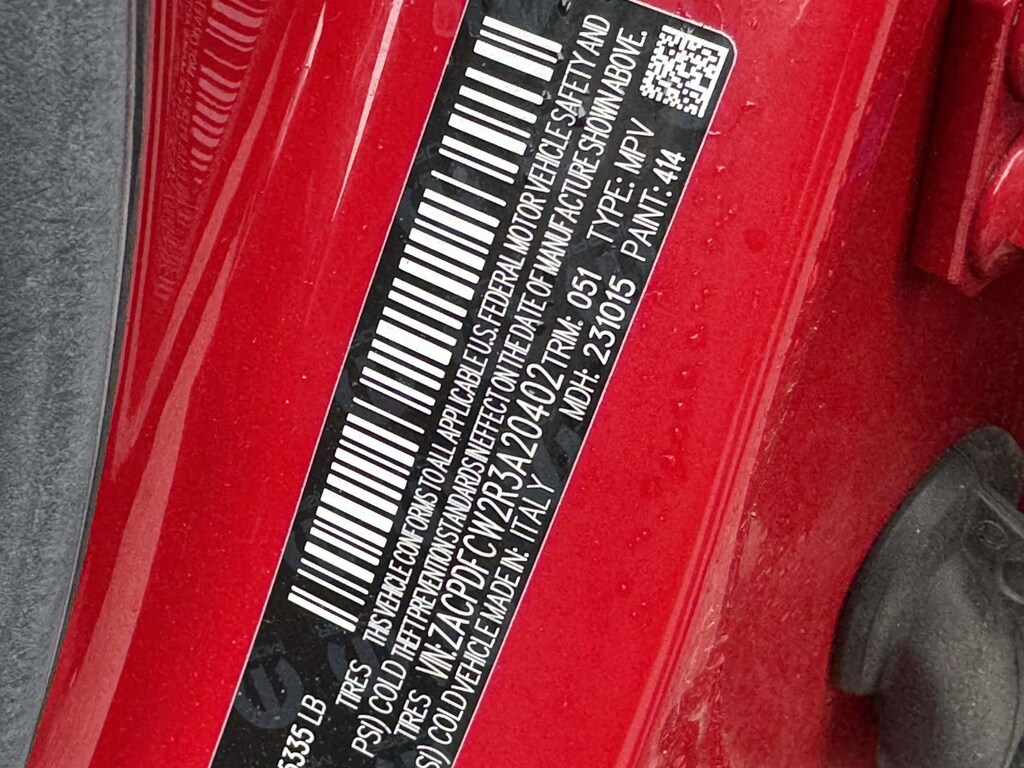 5335 LB
TIRES
PSI) COLD
TIRES
SI) COLD
THIS VEHICLE CONFORMS TO ALL APPLICABLE U.S. FEDERAL MOTOR VEHICLE SAFETY AND
THEFT PREVENTION STANDARDS IN EFFECT ON THE DATE OF MANUFACTURE SHOWN ABOVE.
VIN: ZACPDFCW2R3A20402 TRIM: 051 TYPE: MPV
VEHICLE MADE IN: ITALY MDH: 231015 PAINT: 414